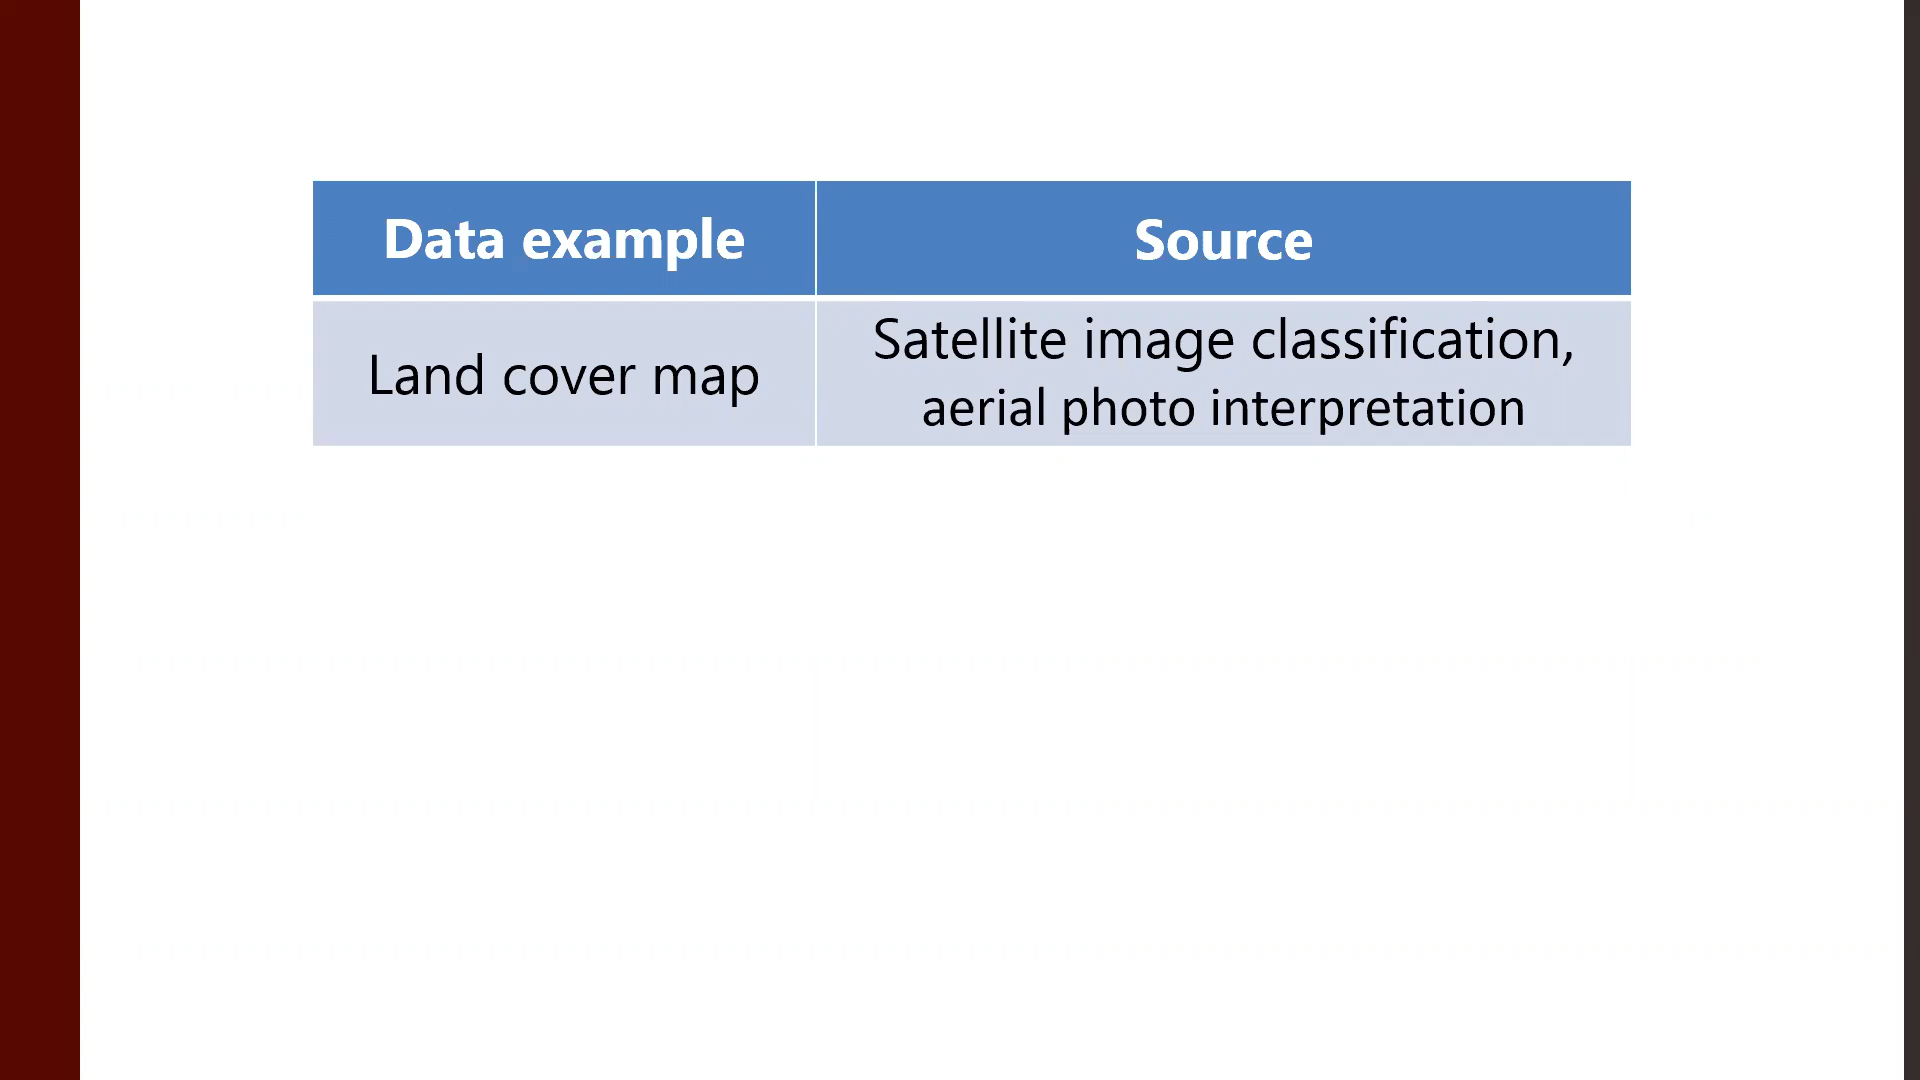 Data example
Source
Land cover map
Satellite image classification,
aerial photo interpretation